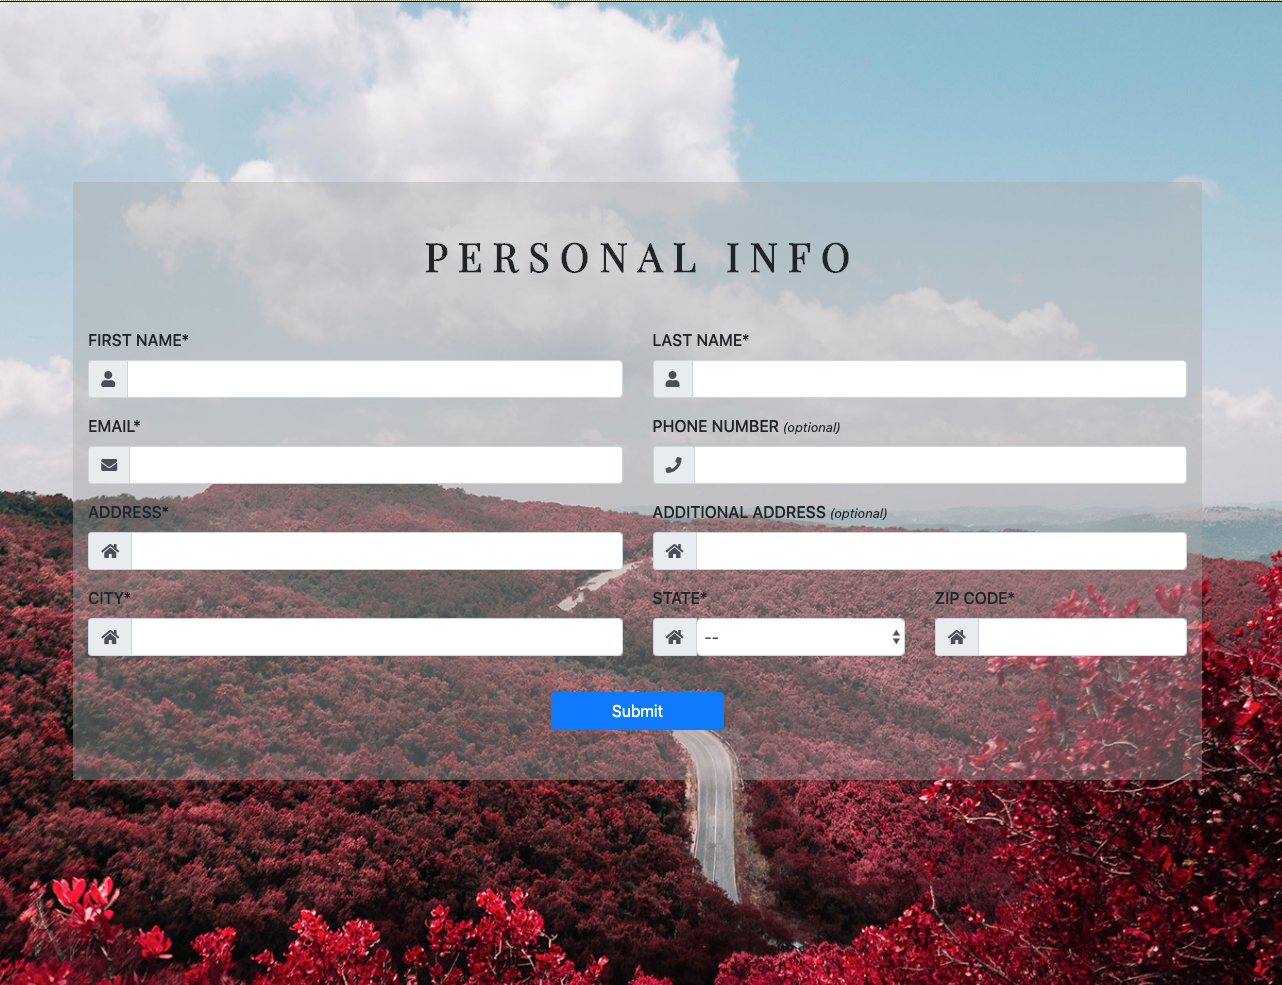 PERSONAL INFO
FIRST NAME*
LAST NAME*
EMAIL*
PHONE NUMBER (optional)
ADDRESS*
ADDITIONAL ADDRESS (optional)
CITY*
STATE*
ZIP CODE*
--
Submit